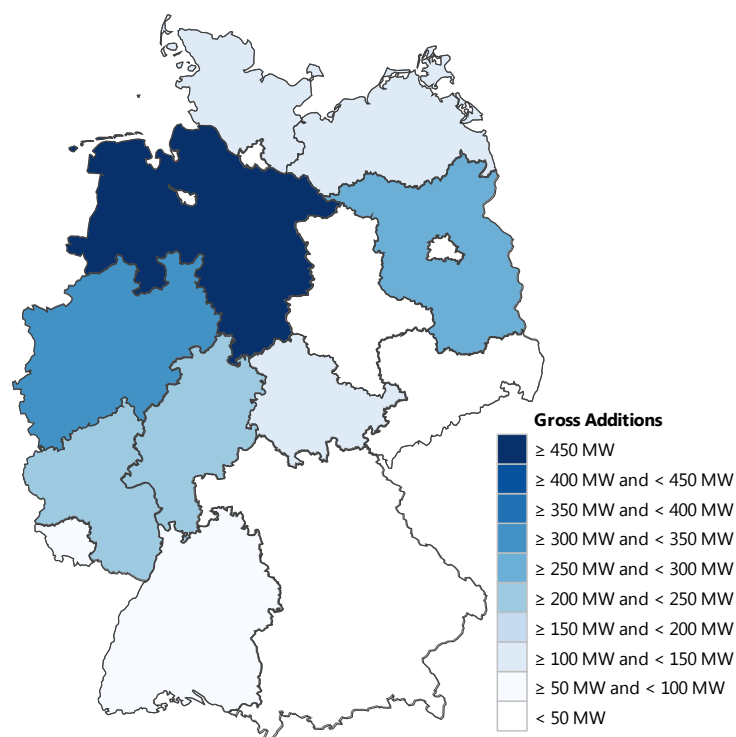 Gross Additions
≥ 450 MW
≥ 400 MW and < 450 MW
≥ 350 MW and < 400 MW
≥ 300 MW and < 350 MW
≥ 250 MW and < 300 MW
≥ 200 MW and < 250 MW
≥ 150 MW and < 200 MW
≥ 100 MW and < 150 MW
≥ 50 MW and < 100 MW
< 50 MW